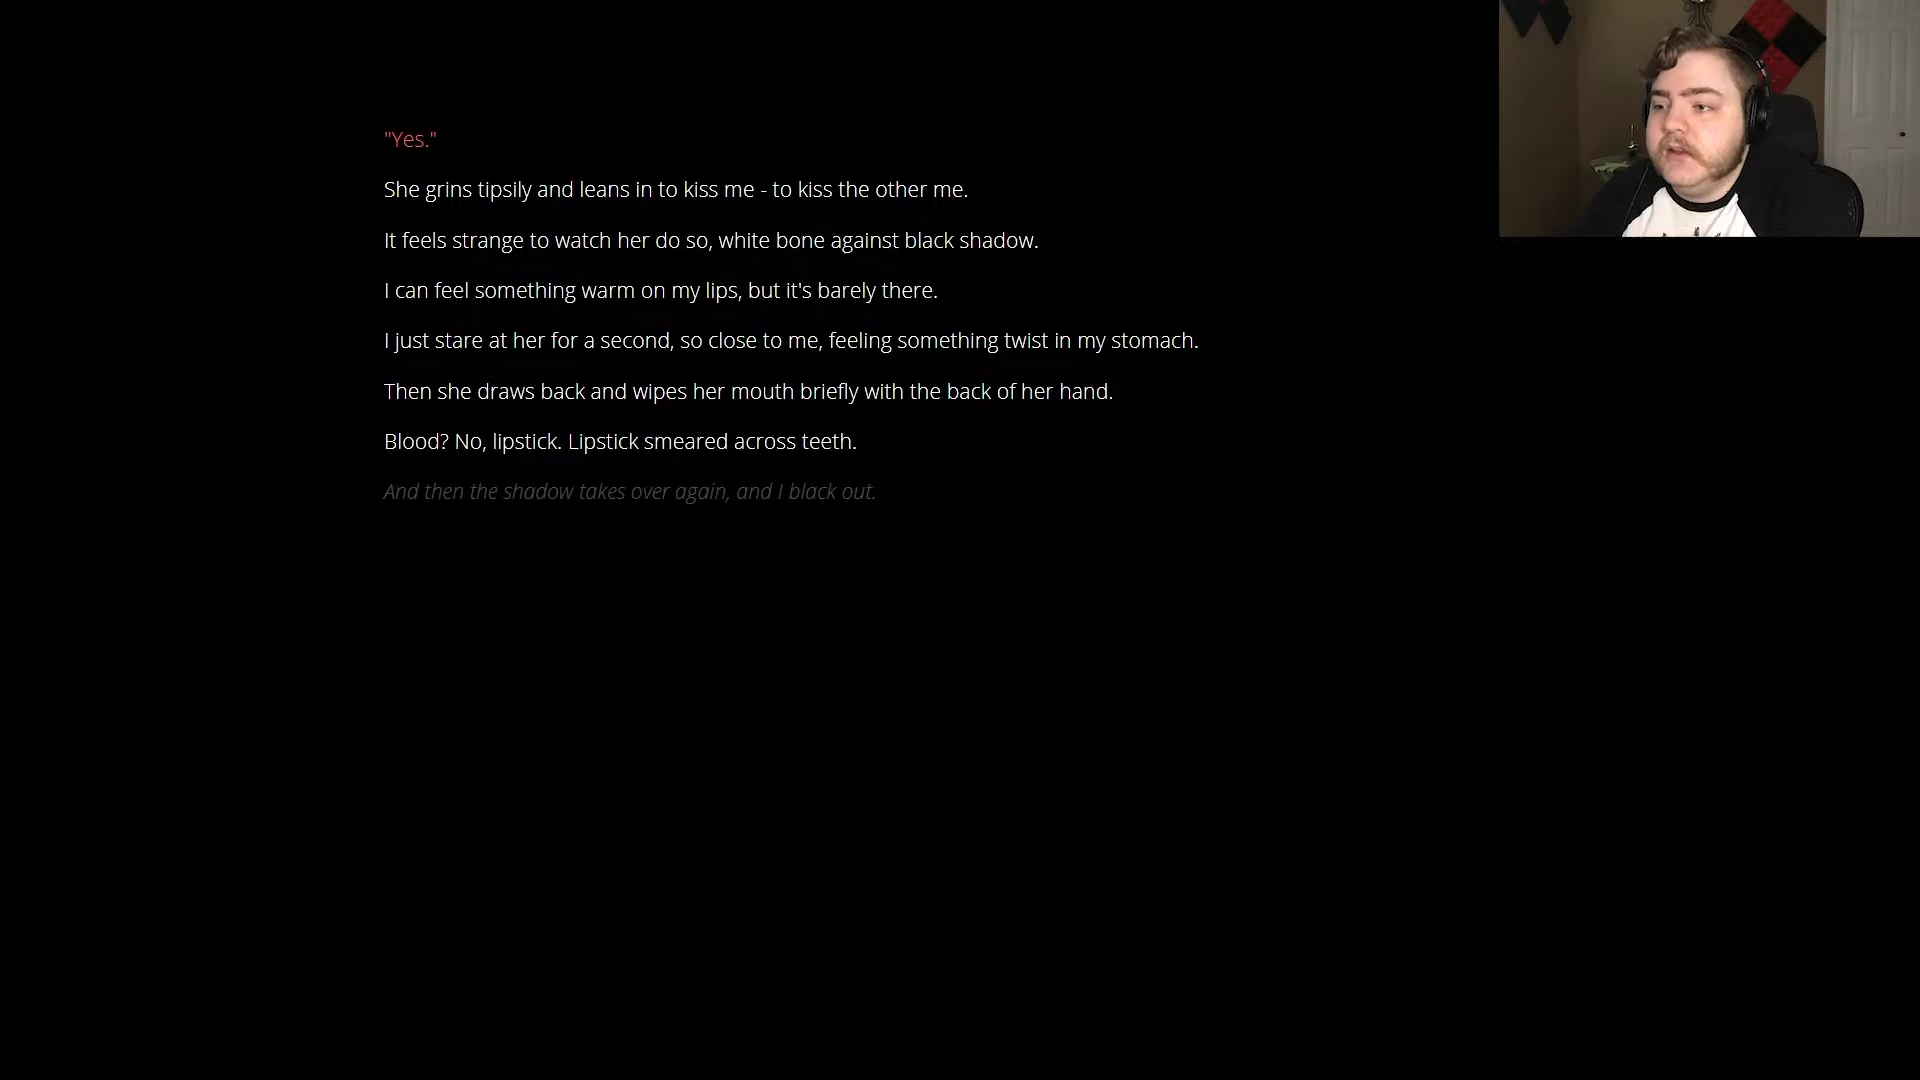 "Yes."
She grins tipsily and leans in to kiss me - to kiss the other me.
It feels strange to watch her do so, white bone against black shadow.
I can feel something warm on my lips, but it's barely there.
I just stare at her for a second, so close to me, feeling something twist in my stomach.
Then she draws back and wipes her mouth briefly with the back of her hand.
Blood? No, lipstick. Lipstick smeared across teeth.
And then the shadow takes over again, and I black out.